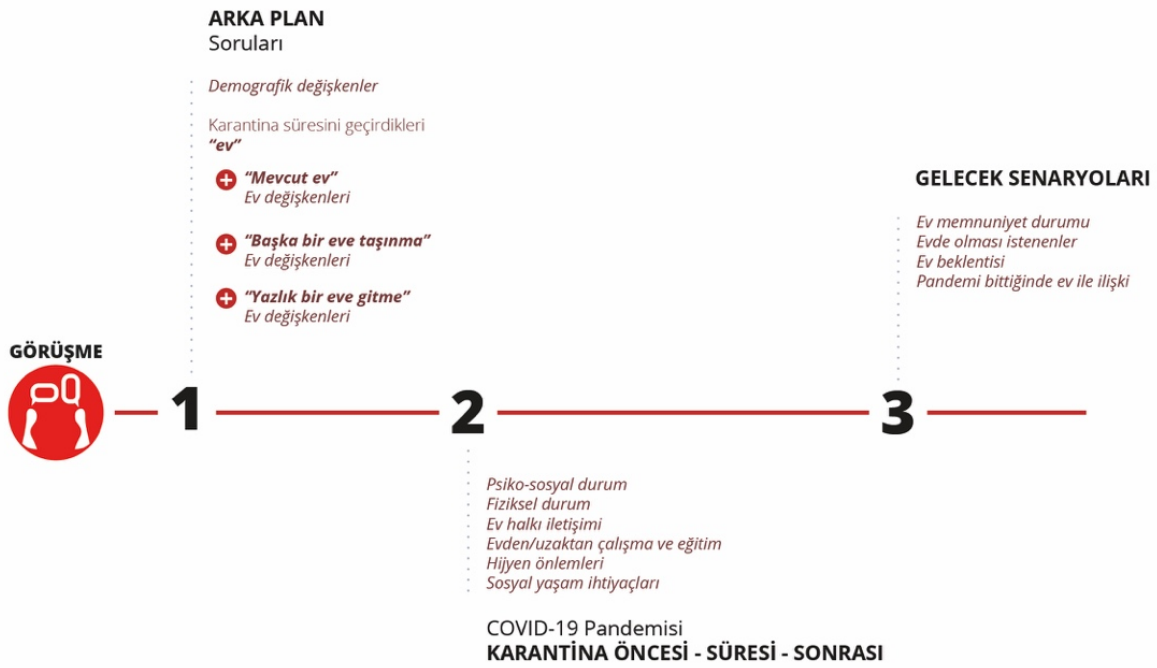 ARKA PLAN
Soruları
Demografik değişkenler
Karantina süresini geçirdikleri
“ev”
“Mevcut ev”
Ev değişkenleri
“Başka bir eve taşınma”
Ev değişkenleri
“Yazlık bir eve gitme”
Ev değişkenleri
GÖRÜŞME
1
2
Psiko-sosyal durum
Fiziksel durum
Ev halkı iletişimi
Evden/uzaktan çalışma ve eğitim
Hijyen önlemleri
Sosyal yaşam ihtiyaçları
COVID-19 Pandemisi
KARANTİNA ÖNCESİ - SÜRESİ - SONRASI
GELECEK SENARYOLARI
Ev memnuniyet durumu
Evde olması istenenler
Ev beklentisi
Pandemi bittiğinde ev ile ilişki
3